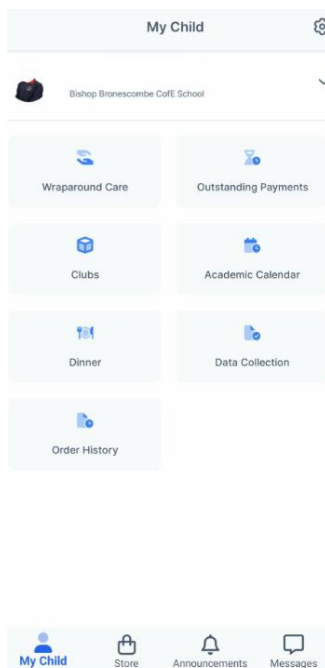 My Child
Bishop Bronescombe CofE School
Wraparound Care
Outstanding Payments
Clubs
Academic Calendar
Dinner
Data Collection
Order History
My Child
Store
Announcements
Messages